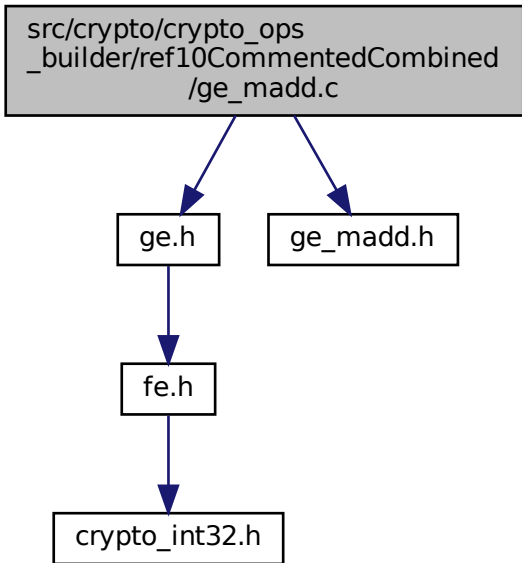 src/crypto/crypto_ops
_builder/ref10CommentedCombined
/ge_madd.c
ge.h
ge_madd.h
fe.h
crypto_int32.h